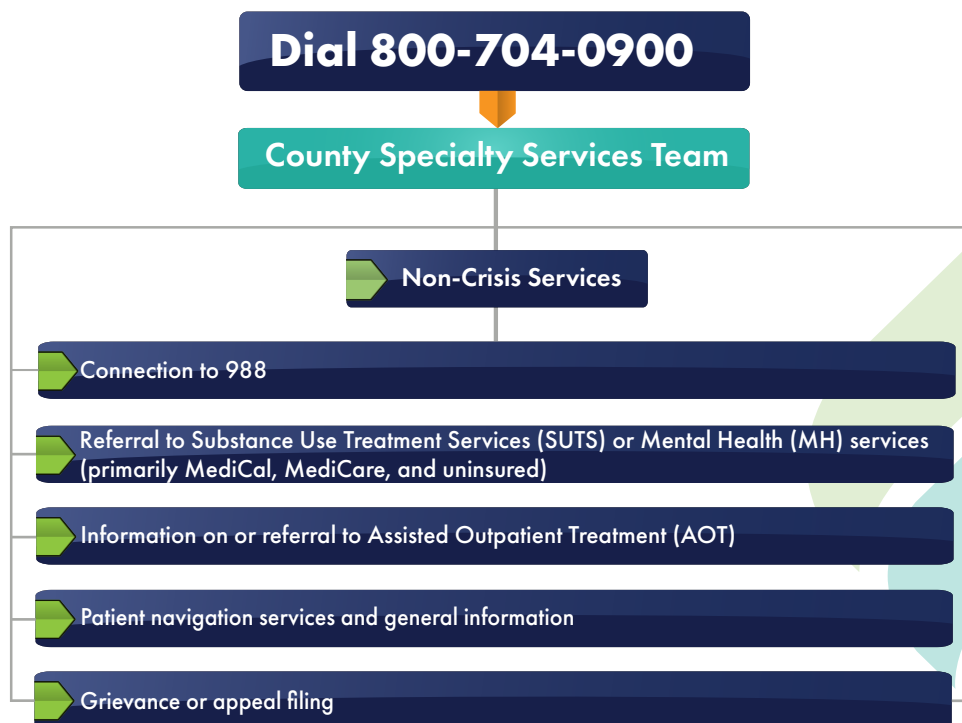 Dial 800-704-0900
County Specialty Services Team
Non-Crisis Services
Connection to 988
Referral to Substance Use Treatment Services (SUTS) or Mental Health (MH) services
(primarily MediCal, MediCare, and uninsured)
Information on or referral to Assisted Outpatient Treatment (AOT)
Patient navigation services and general information
Grievance or appeal filing